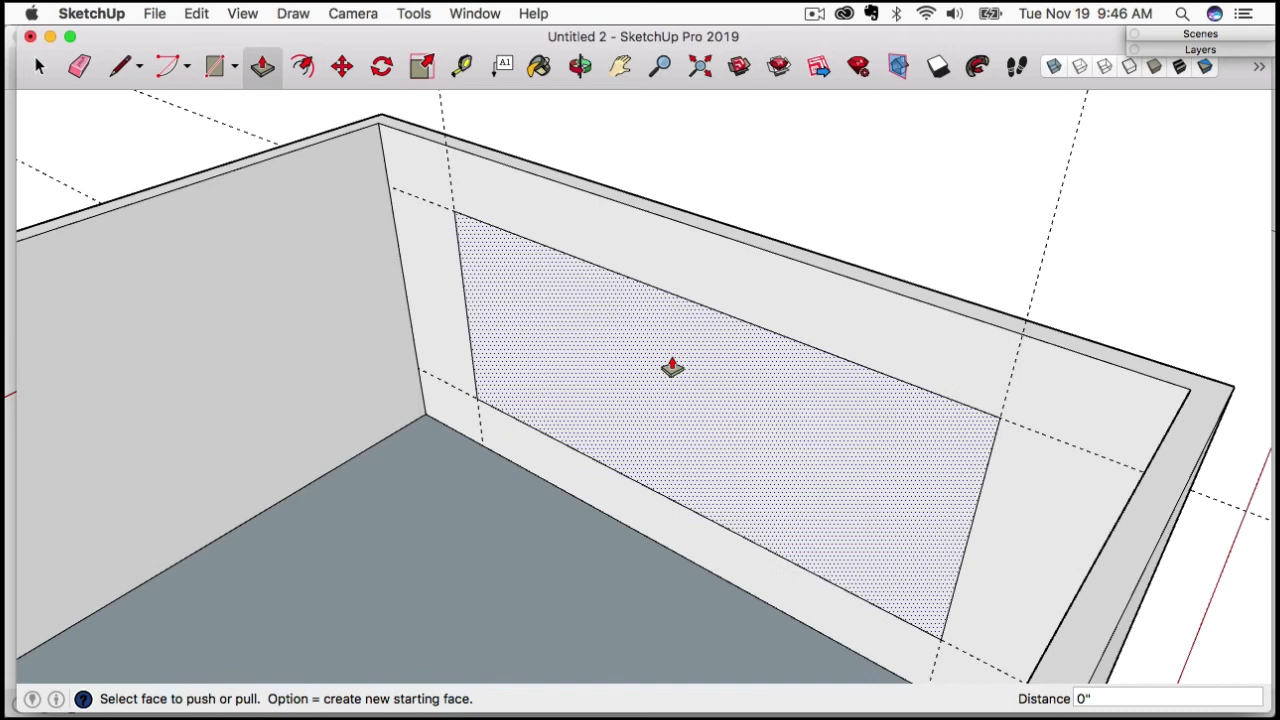 SketchUp File Edit View Draw Camera Tools Window Help Tue Nov 19 9:46 AM
Scenes
Untitled 2 - SketchUp Pro 2019
Layers
A1
Select face to push or pull. Option = create new starting face. Distance 0"